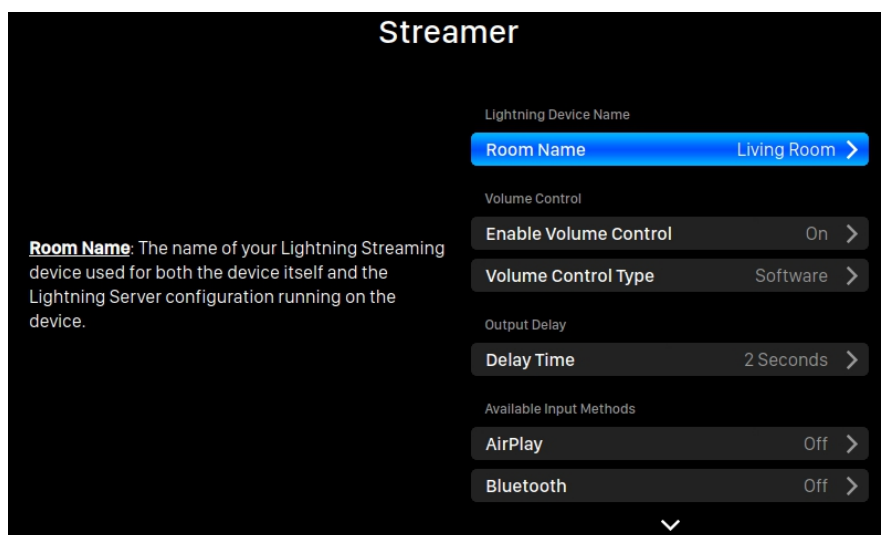 Streamer
Room Name: The name of your Lightning Streaming
device used for both the device itself and the
Lightning Server configuration running on the
device.
Lightning Device Name
Room Name Living Room
Volume Control
Enable Volume Control On
Volume Control Type Software
Output Delay
Delay Time 2 Seconds
Available Input Methods
AirPlay Off
Bluetooth Off